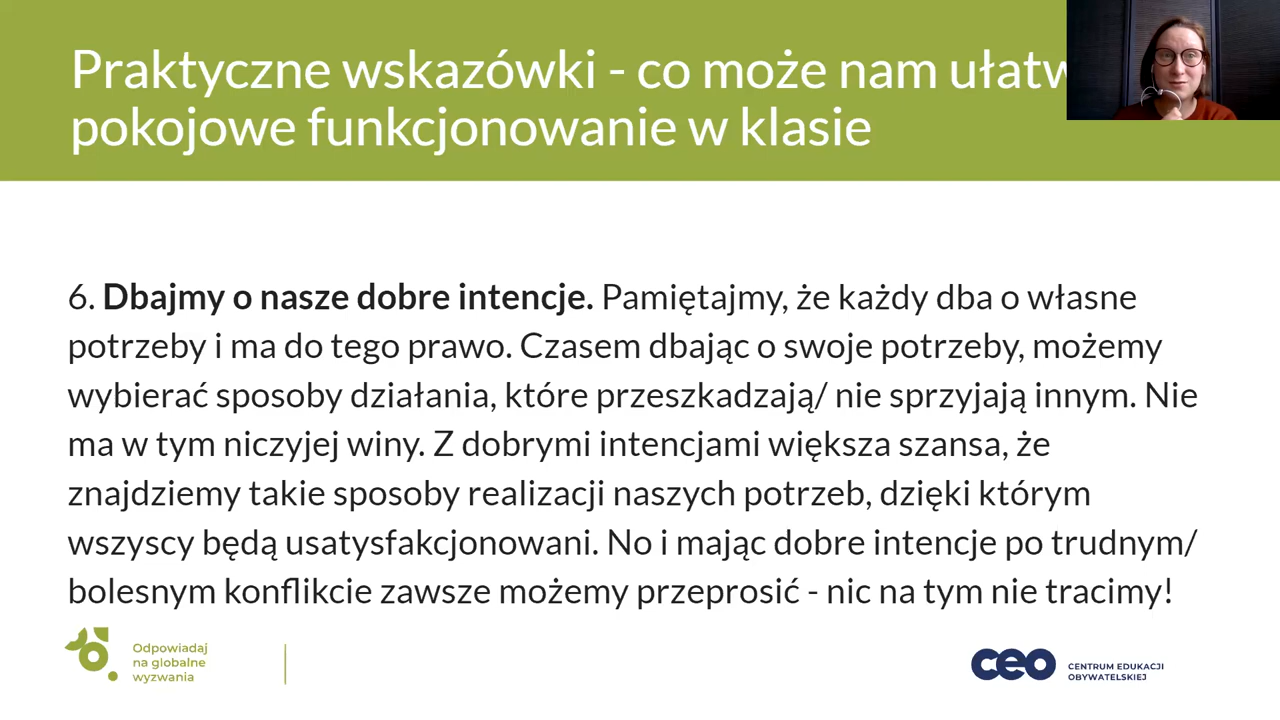 Praktyczne wskazówki - co może nam
pokojowe funkcjonowanie w klasie
6. Dbajmy o nasze dobre intencje. Pamiętajmy, że każdy dba o własne
potrzeby i ma do tego prawo. Czasem dbając o swoje potrzeby, możemy
wybierać sposoby działania, które przeszkadzają/ nie sprzyjają innym. Nie
ma w tym niczyjej winy. Z dobrymi intencjami większa szansa, że
znajdziemy takie sposoby realizacji naszych potrzeb, dzięki którym
wszyscy będą usatysfakcjonowani. No i mając dobre intencje po trudnym/
bolesnym konflikcie zawsze możemy przeprosić - nic na tym nie tracimy!
Odpowiadaj
na globalne
wyzwania
ceo
CENTRUM EDUKACJI
OBYWATELSKIEJ